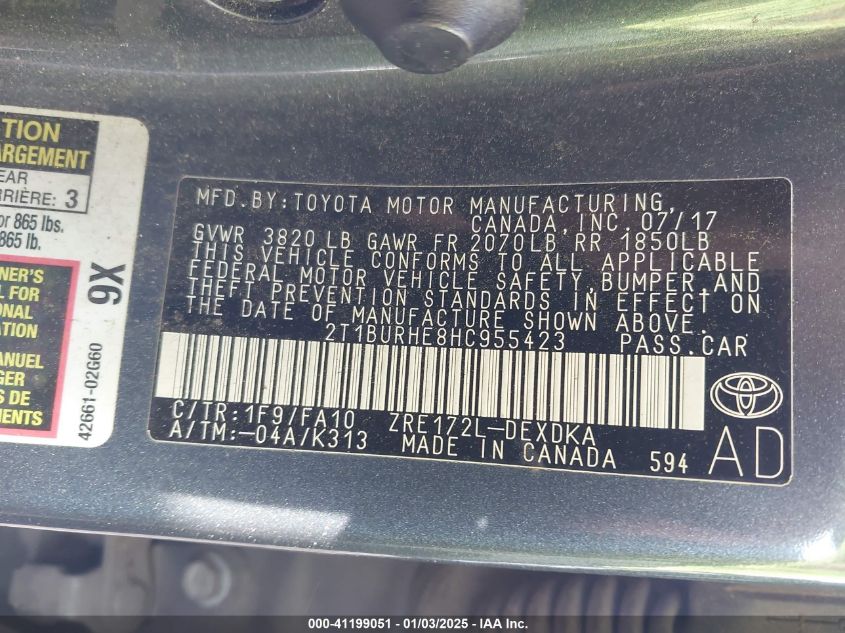 TION
ARGEMENT
EAR
RRIÈRE: 3
or 865 lbs.
865 lb.
NER'S
L FOR
ONAL
ATION
ANUEL
GER
DE
MENTS
9X
42661-02G60
MFD.BY:TOYOTA MOTOR MANUFACTURING,
CANADA,INC. 07/17
GVWR 3820 LB GAWR FR 2070LB RR 1850LB
THIS VEHICLE CONFORMS TO ALL APPLICABLE
FEDERAL MOTOR VEHICLE SAFETY,BUMPER,AND
THEFT PREVENTION STANDARDS IN EFFECT ON
THE DATE OF MANUFACTURE SHOWN ABOVE.
2T1BURHE8HC955423 PASS.CAR
C/TR:1F9/FA10 ZRE172L-DEXDKA
A/TM:-04A/K313 MADE IN CANADA 594
AD
000-41199051 - 01/03/2025 - IAAI.com